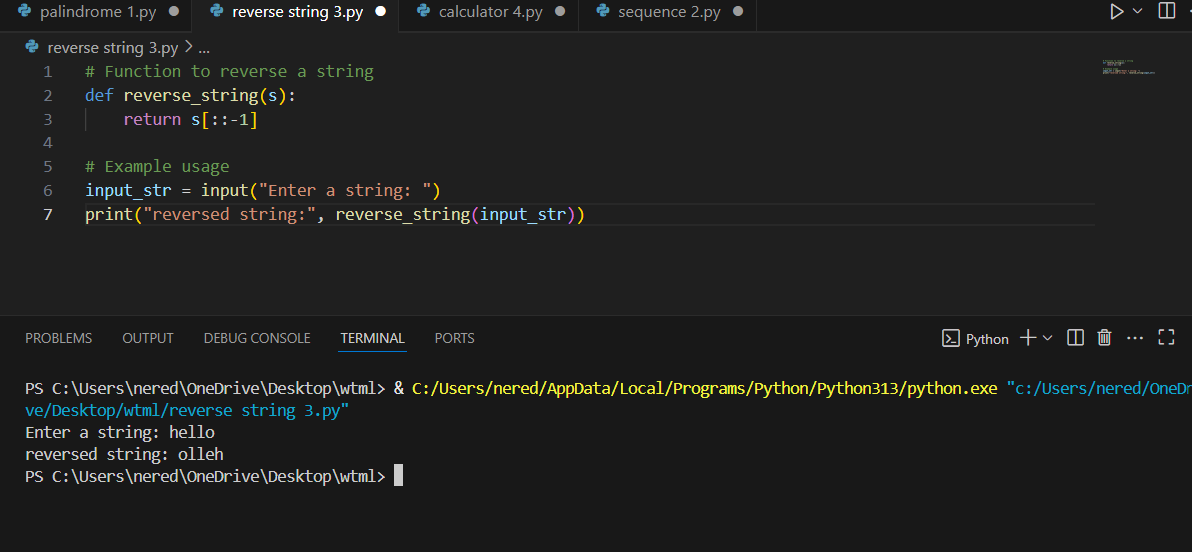 palindrome 1.py reverse string 3.py calculator 4.py sequence 2.py
reverse string 3.py > ...
1 # Function to reverse a string
2 def reverse_string(s):
3     return s[::-1]
4
5 # Example usage
6 input_str = input("Enter a string: ")
7 print("reversed string:", reverse_string(input_str))
PROBLEMS OUTPUT DEBUG CONSOLE TERMINAL PORTS Python
PS C:\Users\nered\OneDrive\Desktop\wtml> & C:/Users/nered/AppData/Local/Programs/Python/Python313/python.exe "c:/Users/nered/OneDri
ve/Desktop/wtml/reverse string 3.py"
Enter a string: hello
reversed string: olleh
PS C:\Users\nered\OneDrive\Desktop\wtml>